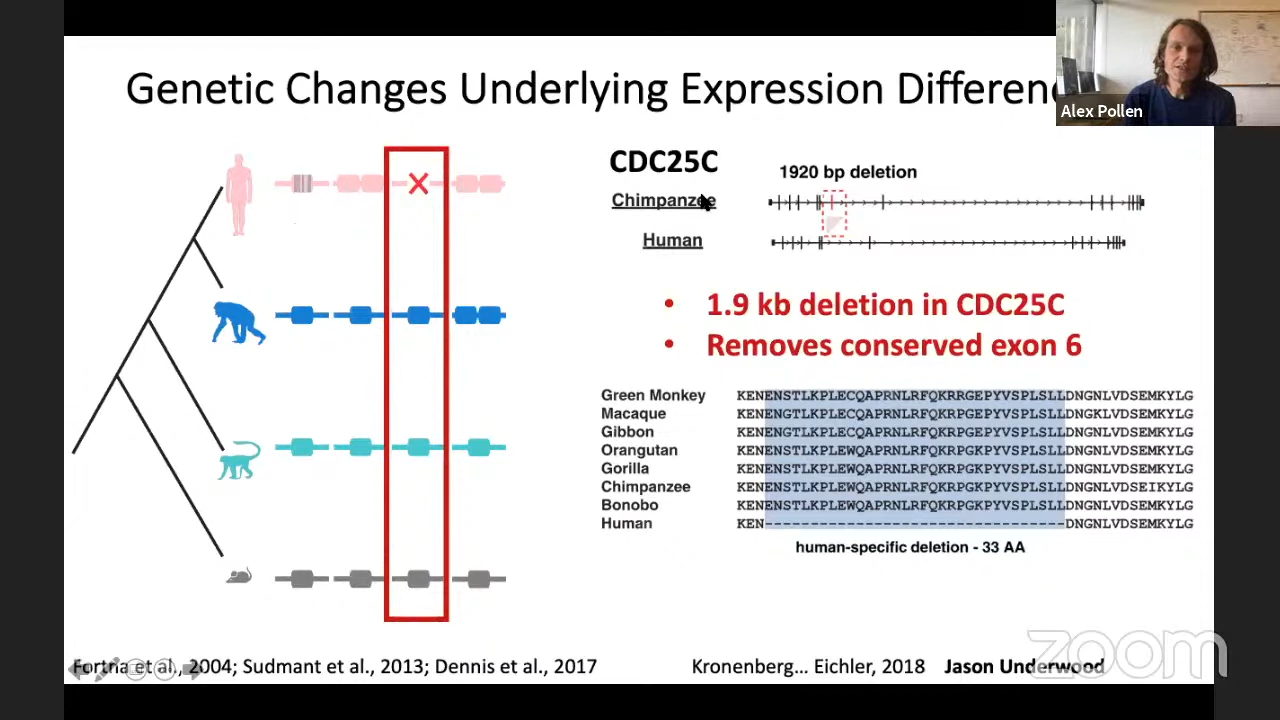 Genetic Changes Underlying Expression Differen
Alex Pollen
CDC25C
1920 bp deletion
Chimpanzee
Human
• 1.9 kb deletion in CDC25C
• Removes conserved exon 6
Green Monkey KENENSTLKPLECQAPRNLRFQKRRGEPYVSPLSLLDNGNLVDSEMKYLG
Macaque KENENGTLKPLECQAPRNLRFQKRPGEPYVSPLSLLDNGKLVDSEMKYLG
Gibbon KENENGTLKPLECQAPRNLRFQKRPGEPYVSPLSLLDNGNLVDSEMKYLG
Orangutan KENENSTLKPLEWQAPRNLRFQKRPGEPYVSPLSLLDNGNLVDSEMKYLG
Gorilla KENENSTLKPLEWQAPRNLRFQKRPGKPYVSPLSLLDNGNLVDSEMKYLG
Chimpanzee KENENSTLKPLEWQAPRNLRFQKRPGKPYVSPLSLLDNGNLVDSEIKYLG
Bonobo KENENSTLKPLEWQAPRNLRFQKRPGKPYVSPLSLLDNGNLVDSEMKYLG
Human KEN---------------------------------DNGNLVDSEMKYLG
human-specific deletion - 33 AA
Fortna et al., 2004; Sudmant et al., 2013; Dennis et al., 2017
Kronenberg... Eichler, 2018 Jason Underwood
zoom